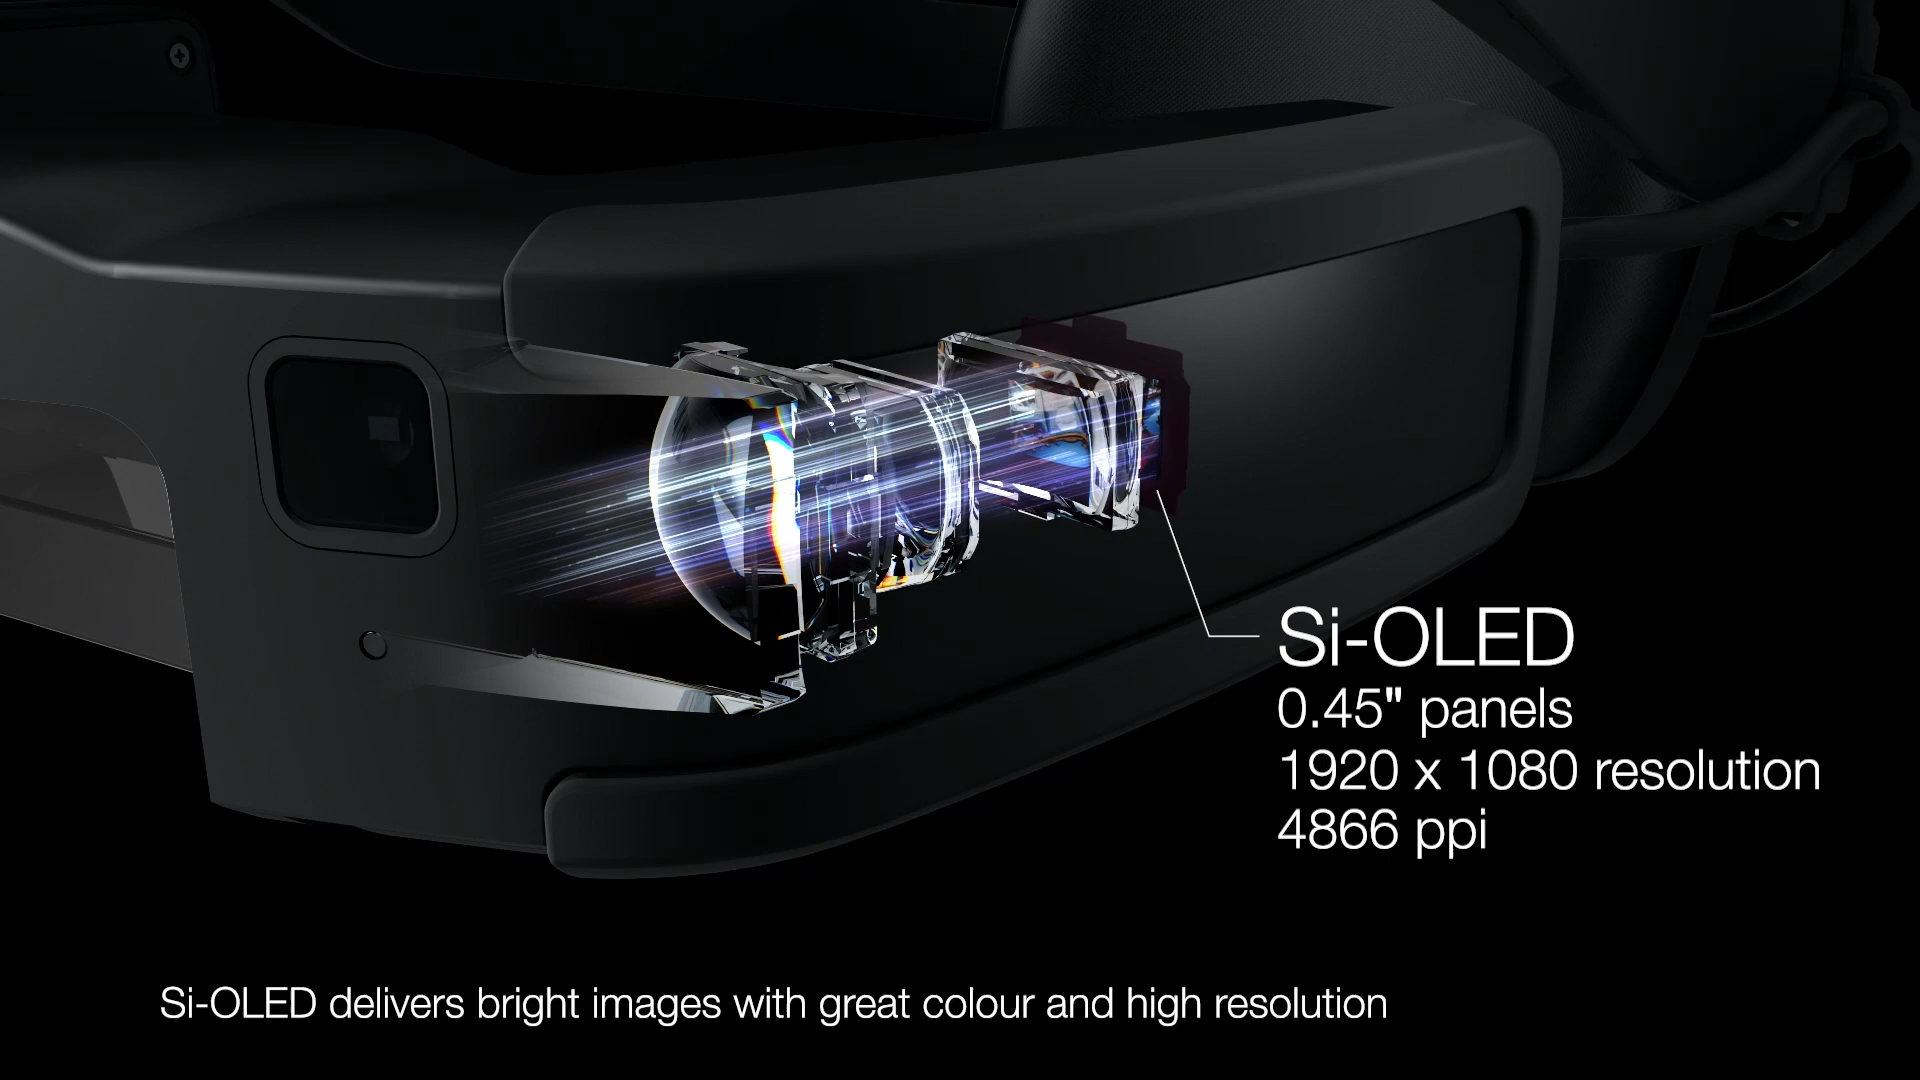 Si-OLED
0.45" panels
1920 x 1080 resolution
4866 ppi
Si-OLED delivers bright images with great colour and high resolution